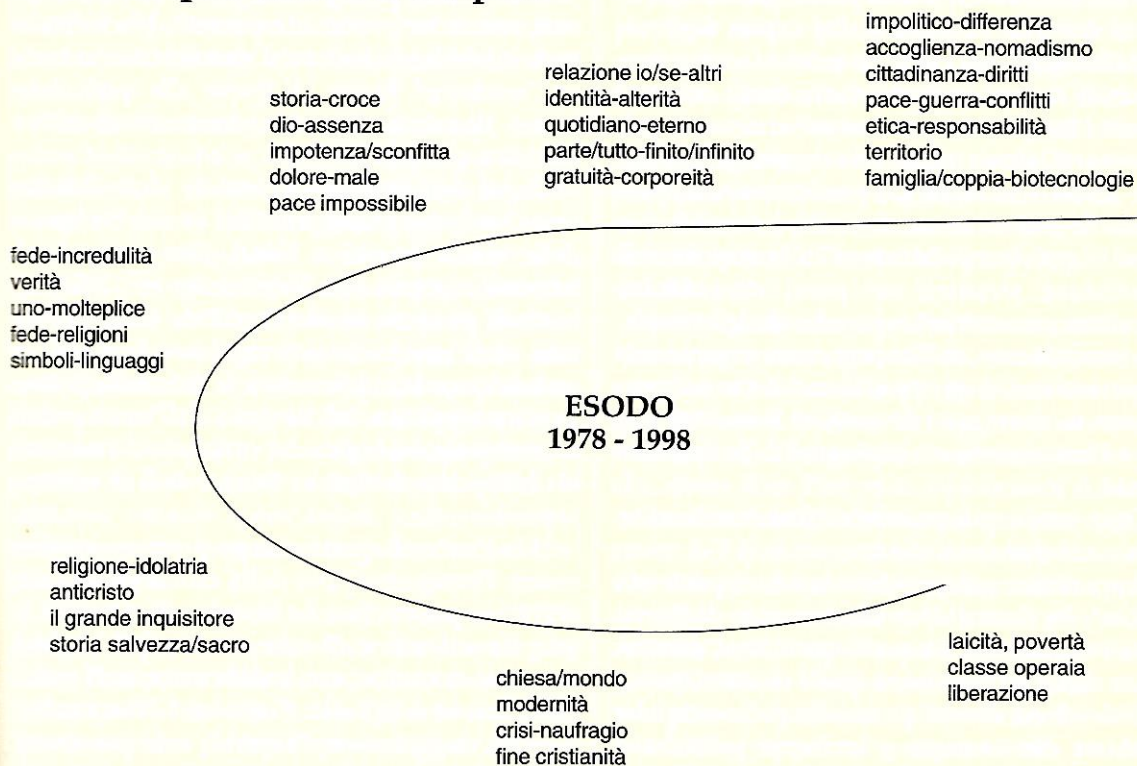 impolitico-differenza
accoglienza-nomadismo
cittadinanza-diritti
pace-guerra-conflitti
etica-responsabilità
territorio
famiglia/coppia-biotecnologie
relazione io/se-altri
identità-alterità
quotidiano-eterno
parte/tutto-finito/infinito
gratuità-corporeità
storia-croce
dio-assenza
impotenza/sconfitta
dolore-male
pace impossibile
fede-incredulità
verità
uno-molteplice
fede-religioni
simboli-linguaggi
ESODO
1978 - 1998
religione-idolatria
anticristo
il grande inquisitore
storia salvezza/sacro
chiesa/mondo
modernità
crisi-naufragio
fine cristianità
laicità, povertà
classe operaia
liberazione